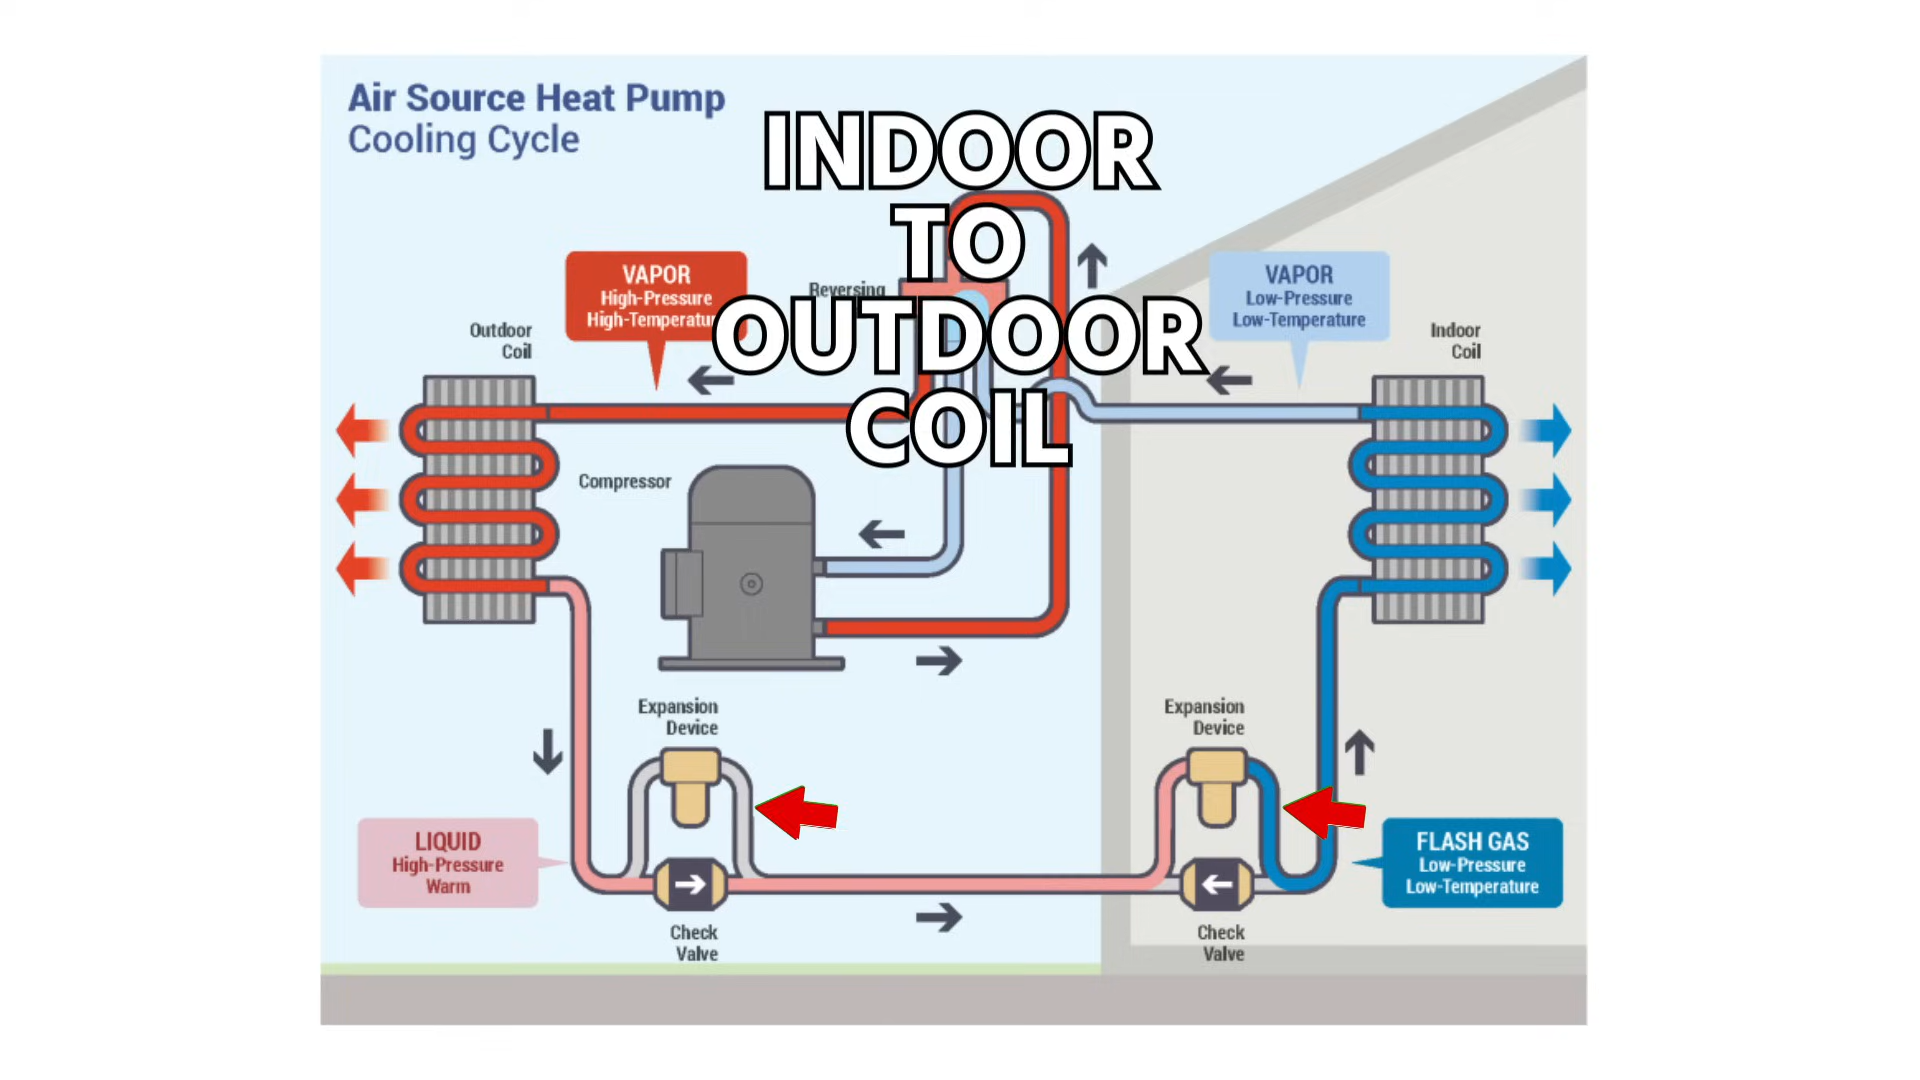 Air Source Heat Pump
Cooling Cycle
INDOOR
TO
OUTDOOR
COIL
VAPOR
High-Pressure
High-Temperatur
Reversing
VAPOR
Low-Pressure
Low-Temperature
Outdoor
Coil
Indoor
Coil
Compressor
Expansion
Device
Expansion
Device
LIQUID
High-Pressure
Warm
FLASH GAS
Low-Pressure
Low-Temperature
Check
Valve
Check
Valve